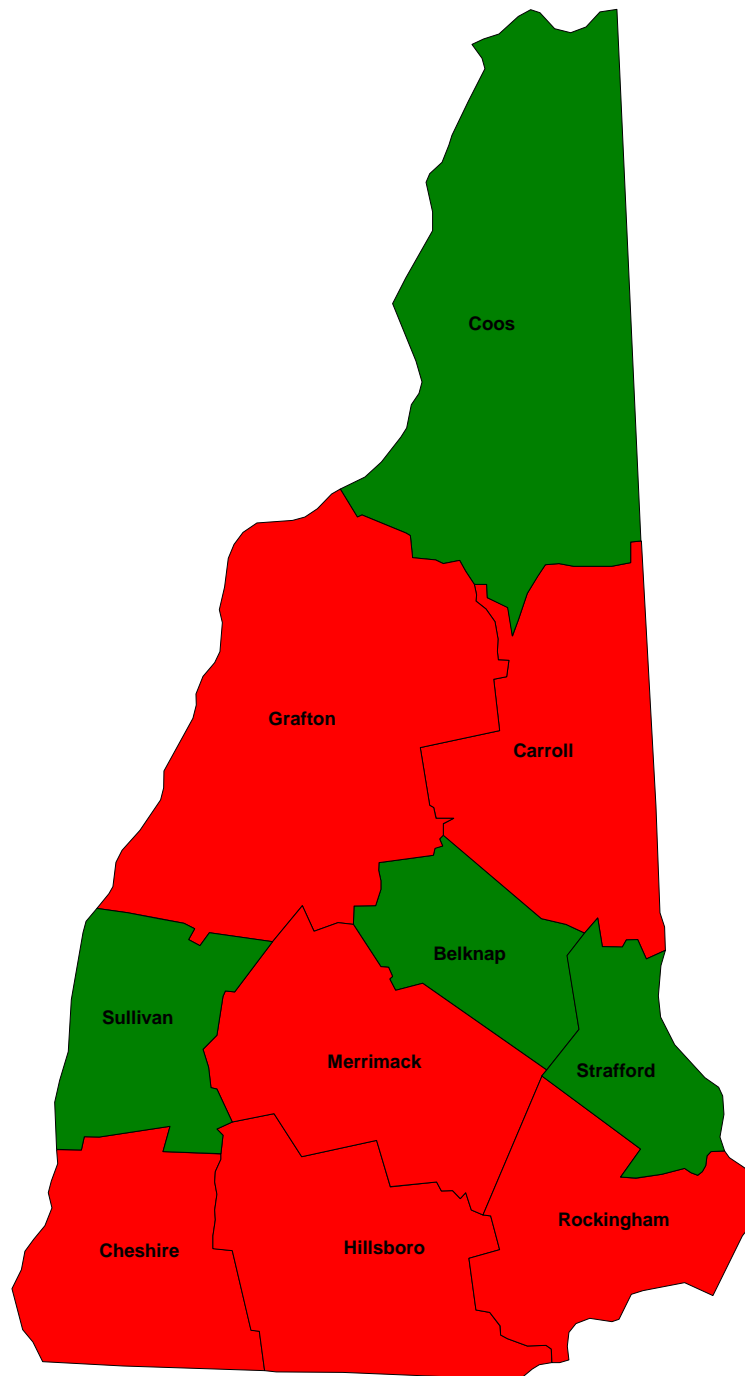 Coos
Grafton
Carroll
Belknap
Sullivan
Merrimack
Strafford
Rockingham
Cheshire
Hillsboro